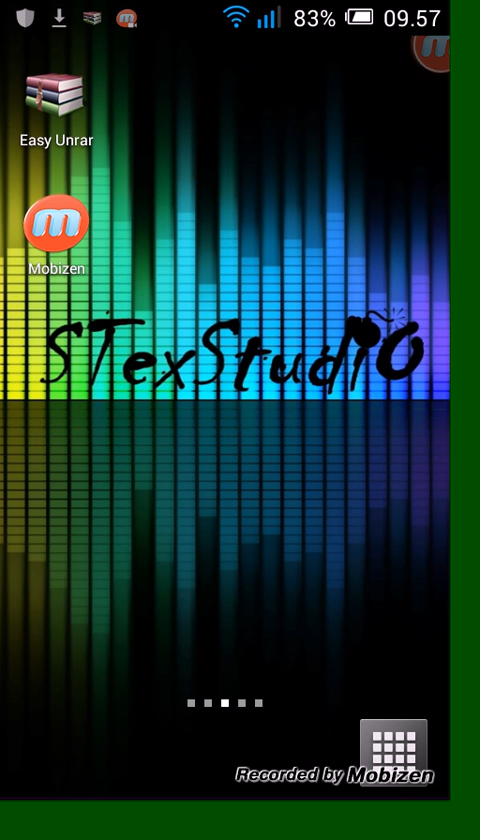 83% 09.57
Easy Unrar
Mobizen
STexStudiO
Recorded by Mobizen